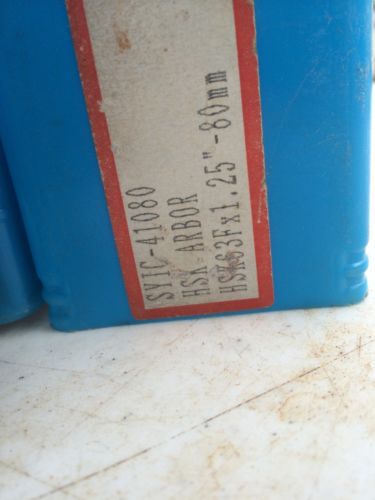 SYIC-41080
HSK ARBOR
HSK63Fx1.25"-80mm